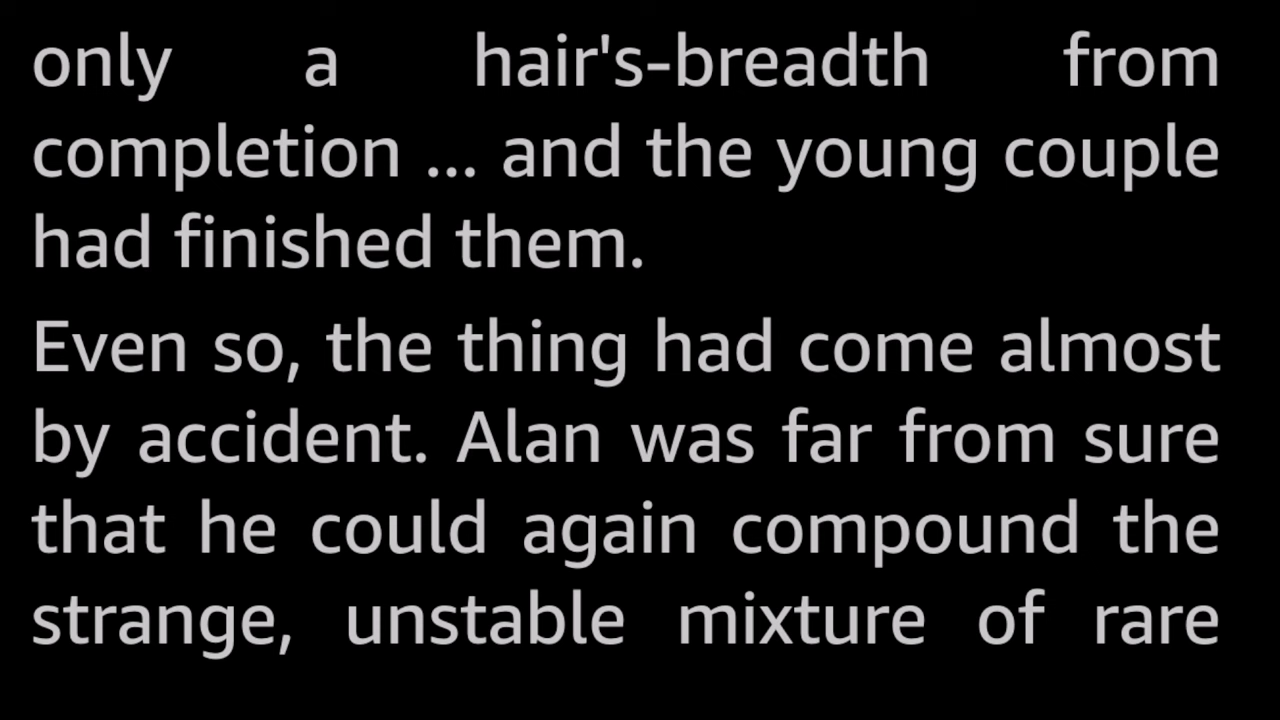 only a hair's-breadth from
completion ... and the young couple
had finished them.
Even so, the thing had come almost
by accident. Alan was far from sure
that he could again compound the
strange, unstable mixture of rare